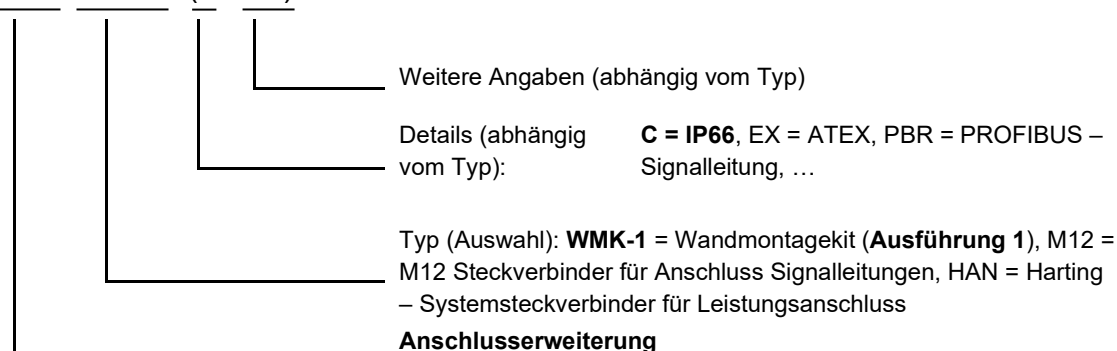 Weitere Angaben (abhängig vom Typ)
Details (abhängig vom Typ):
C = IP66, EX = ATEX, PBR = PROFIBUS –
Signalleitung, …
Typ (Auswahl): WMK-1 = Wandmontagekit (Ausführung 1), M12 =
M12 Steckverbinder für Anschluss Signalleitungen, HAN = Harting
– Systemsteckverbinder für Leistungsanschluss
Anschlusserweiterung